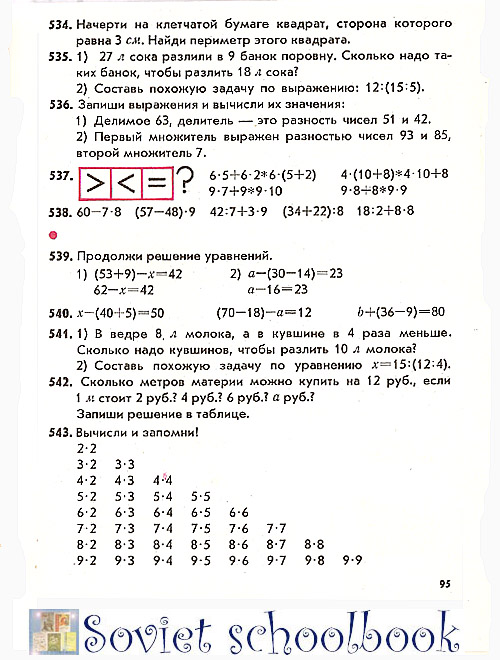 534. Начерти на клетчатой бумаге квадрат, сторона которого
равна 3 см. Найди периметр этого квадрата.
535. 1) 27 л сока разлили в 9 банок поровну. Сколько надо та-
ких банок, чтобы разлить 18 л сока?
2) Составь похожую задачу по выражению: 12:(15:5).
536. Запиши выражения и вычисли их значения:
1) Делимое 63, делитель — это разность чисел 51 и 42.
2) Первый множитель выражен разностью чисел 93 и 85,
второй множитель 7.
537. > < = ? 6·5+6·2*6·(5+2) 4·(10+8)*4·10+8
9·7+9*9·10 9·8+8*9·9
538. 60−7·8 (57−48)·9 42:7+3·9 (34+22):8 18:2+8·8
539. Продолжи решение уравнений.
1) (53+9)−x=42 2) a−(30−14)=23
62−x=42 a−16=23
540. x−(40+5)=50 (70−18)−a=12 b+(36−9)=80
541. 1) В ведре 8 л молока, а в кувшине в 4 раза меньше.
Сколько надо кувшинов, чтобы разлить 10 л молока?
2) Составь похожую задачу по уравнению x=15:(12:4).
542. Сколько метров материи можно купить на 12 руб., если
1 м стоит 2 руб.? 4 руб.? 6 руб.? a руб.?
Запиши решение в таблице.
543. Вычисли и запомни!
2·2
3·2 3·3
4·2 4·3 4·4
5·2 5·3 5·4 5·5
6·2 6·3 6·4 6·5 6·6
7·2 7·3 7·4 7·5 7·6 7·7
8·2 8·3 8·4 8·5 8·6 8·7 8·8
9·2 9·3 9·4 9·5 9·6 9·7 9·8 9·9
95
Soviet schoolbook